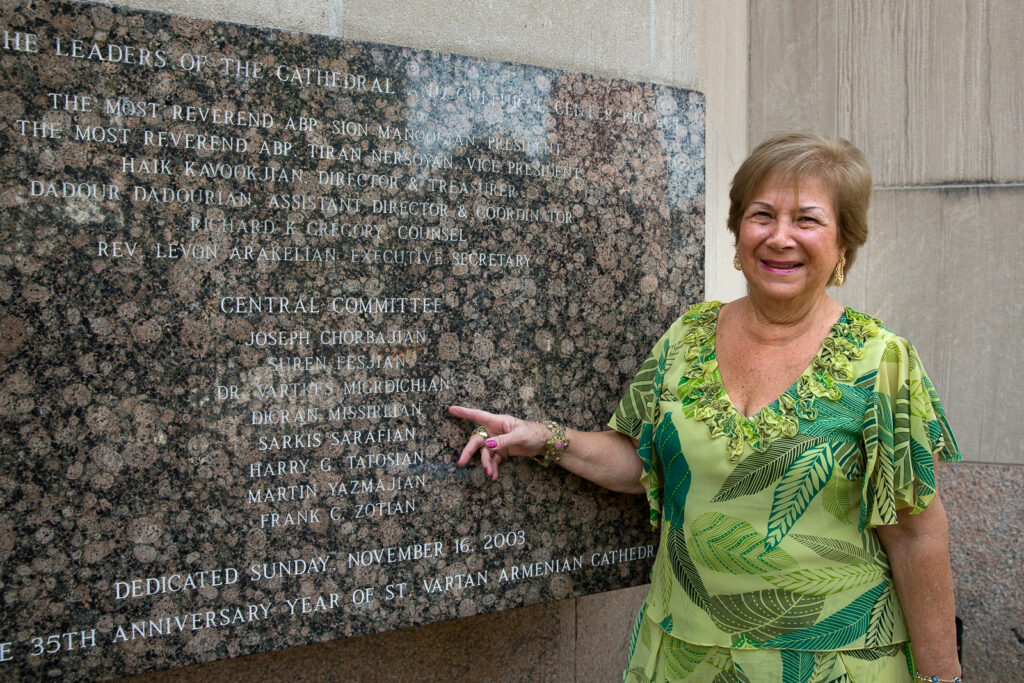 HE LEADERS OF THE CATHEDRAL CULTURAL CENTER
THE MOST REVEREND ABP. SION MANOOGIAN, PRESIDENT
THE MOST REVEREND ABP. TIRAN NERSOYAN, VICE PRESIDENT
HAIK KAVOOKJIAN, DIRECTOR & TREASURER
DADOUR DADOURIAN, ASSISTANT DIRECTOR & COORDINATOR
RICHARD K GREGORY, COUNSEL
REV. LEVON ARAKELIAN, EXECUTIVE SECRETARY
CENTRAL COMMITTEE
JOSEPH CHORBAJIAN
SUREN FESJIAN
DR. VARTKES MIGRDICHIAN
DICRAN MISSIRLIAN
SARKIS SARAFIAN
HARRY G. TATOSIAN
MARTIN YAZMAJIAN
FRANK G. ZOTIAN
DEDICATED SUNDAY, NOVEMBER 16, 2003
E 35TH ANNIVERSARY YEAR OF ST. VARTAN ARMENIAN CATHEDR